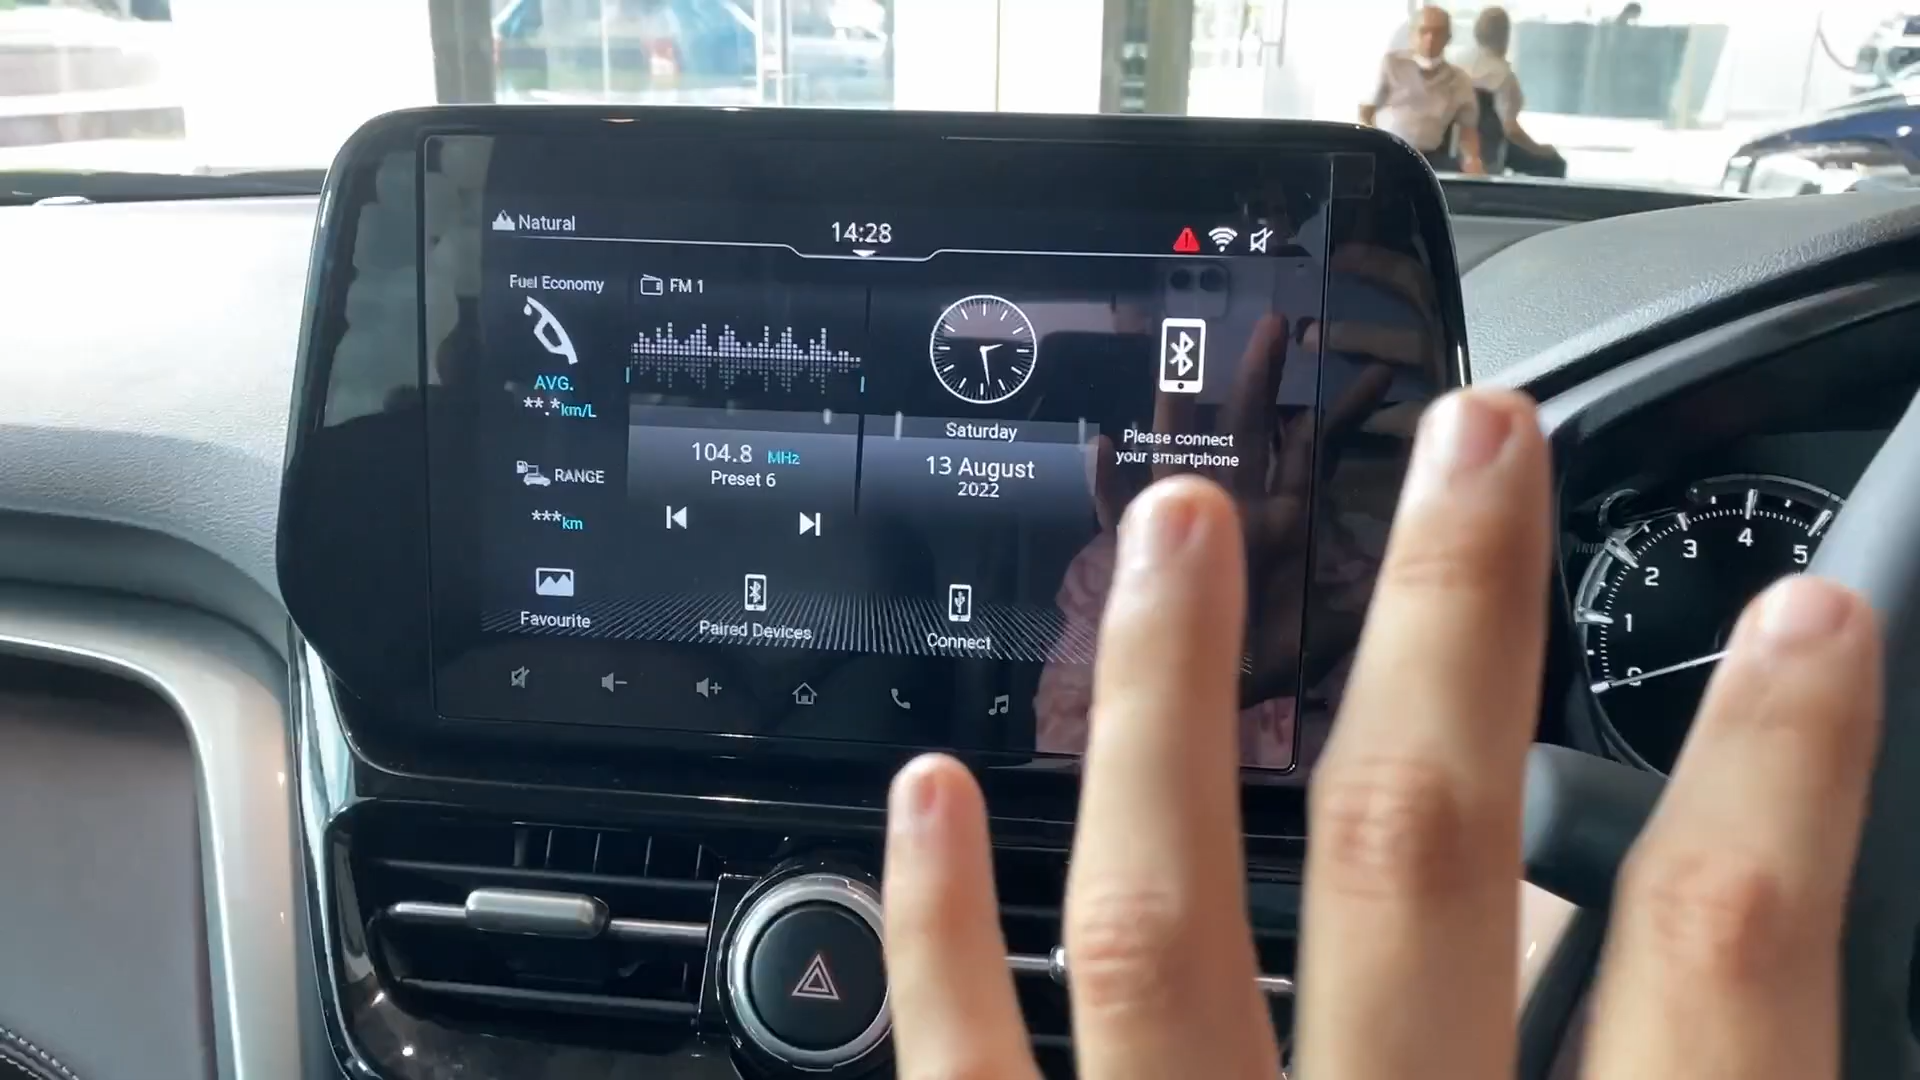 Natural
14:28
Fuel Economy
AVG.
**.*km/L
RANGE
***km
FM 1
104.8 MHz
Preset 6
Saturday
13 August
2022
Please connect
your smartphone
Favourite
Paired Devices
Connect
0
1
2
3
4
5